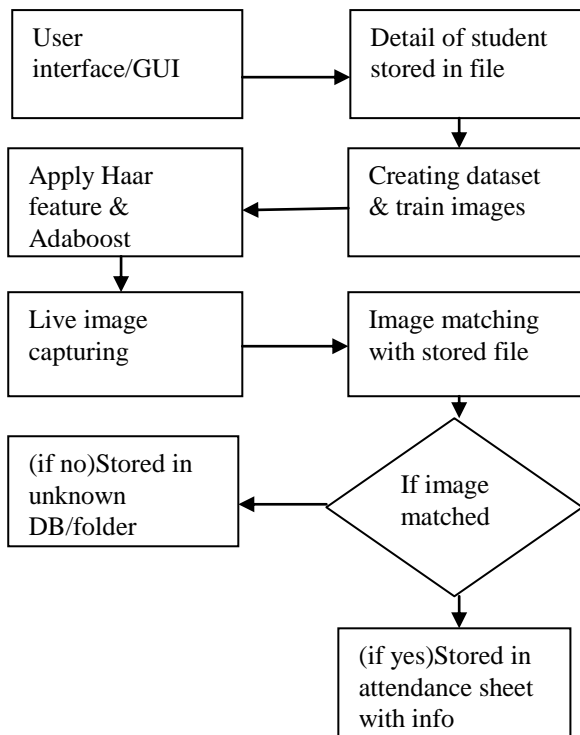 User
interface/GUI
Detail of student
stored in file
Creating dataset
& train images
Apply Haar
feature &
Adaboost
Live image
capturing
Image matching
with stored file
If image
matched
(if no)Stored in
unknown
DB/folder
(if yes)Stored in
attendance sheet
with info